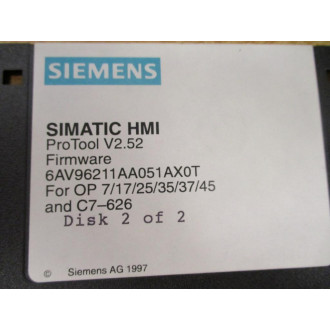 SIEMENS
SIMATIC HMI
ProTool V2.52
Firmware
6AV96211AA051AX0T
For OP 7/17/25/35/37/45
and C7–626
Disk 2 of 2
© Siemens AG 1997